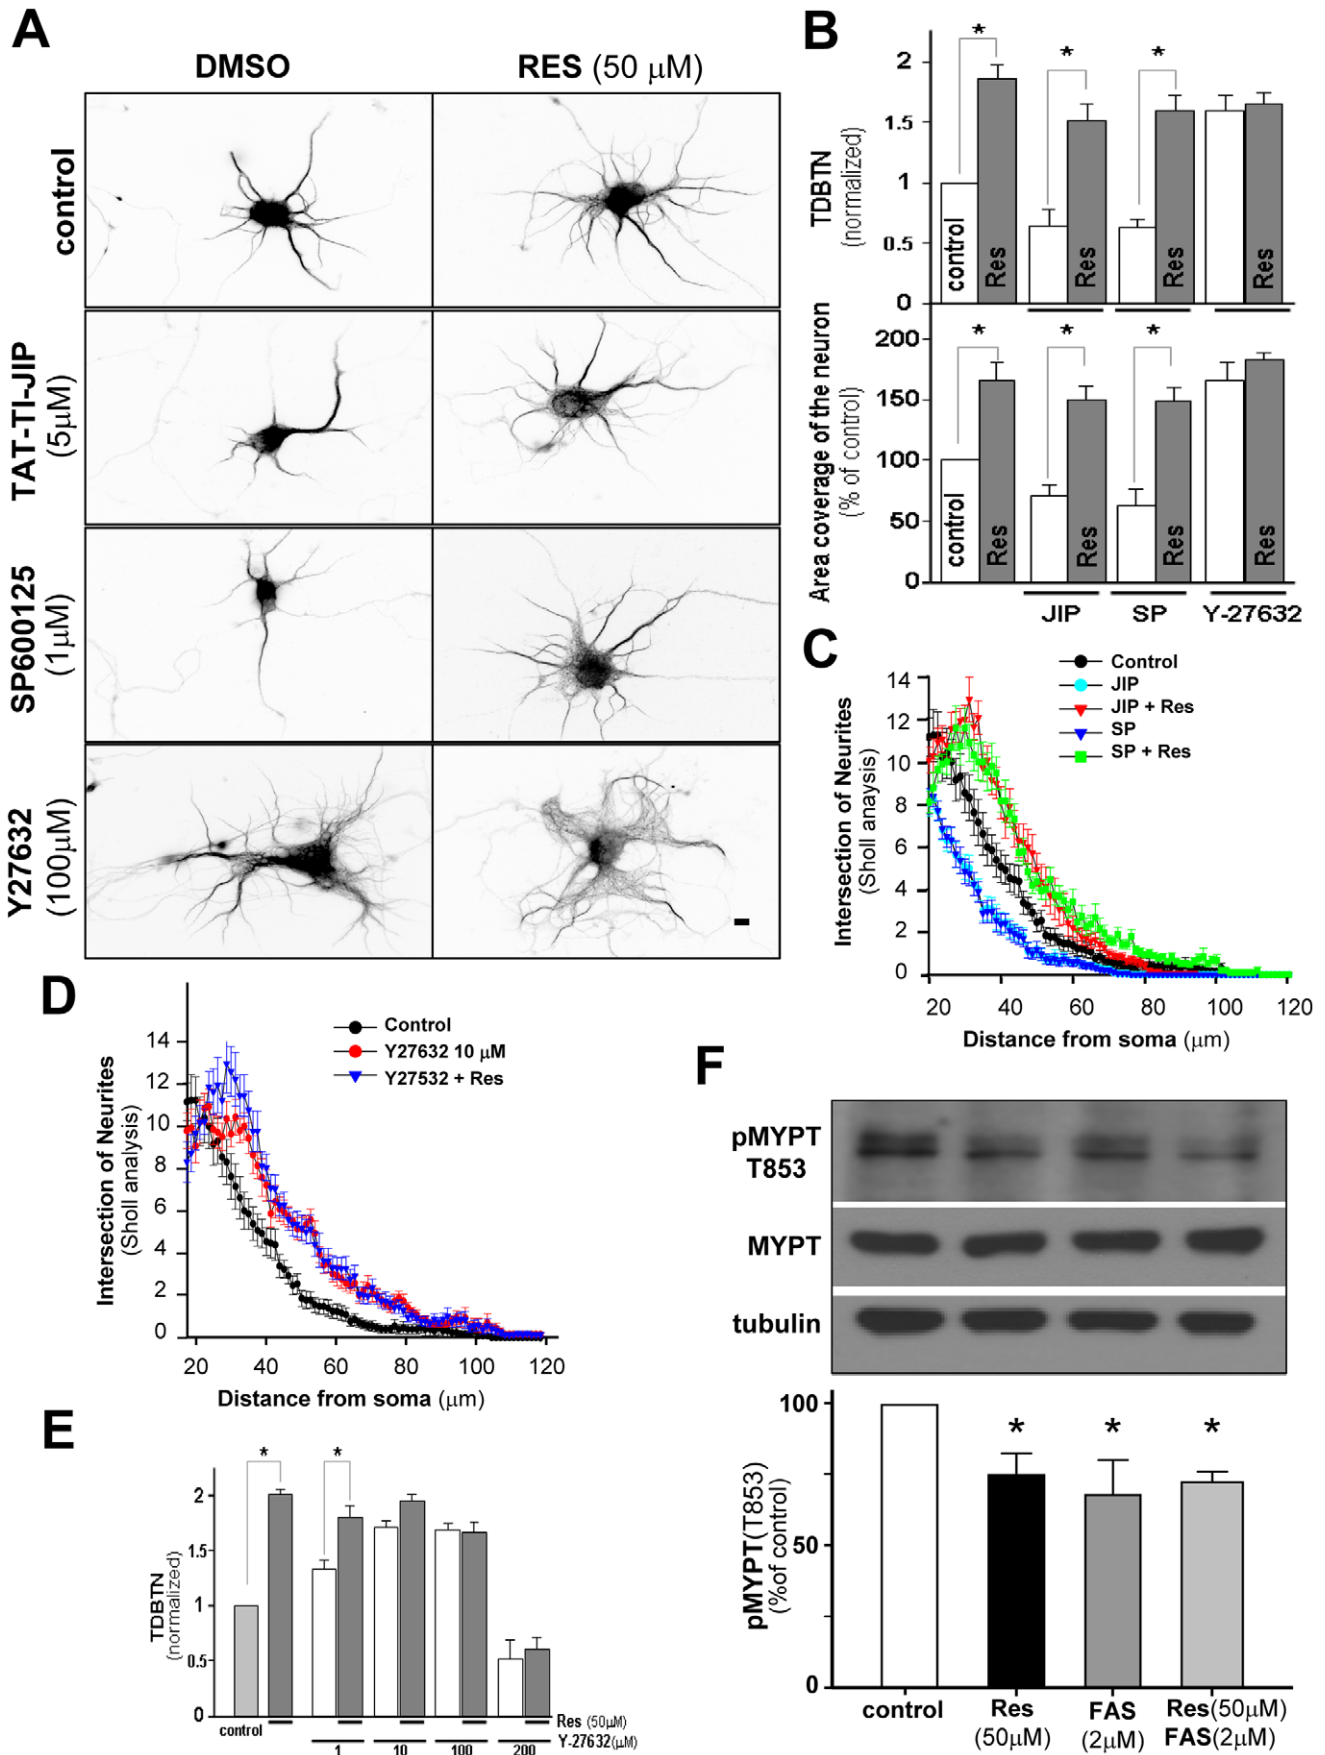 A
DMSO
RES (50 µM)
control
TAT-TI-JIP
(5µM)
SP600125
(1µM)
Y27632
(100µM)
B
TDBTN
(normalized)
2
1.5
1
0.5
0
*
*
*
control
Res
Res
Res
Res
Area coverage of the neuron
(% of control)
200
150
100
50
0
*
*
*
control
Res
Res
Res
JIP
SP
Y-27632
C
Intersection of Neurites
(Sholl anaysis)
14
12
10
8
6
4
2
0
Control
JIP
JIP + Res
SP
SP + Res
20
40
60
80
100
120
Distance from soma (µm)
D
Intersection of Neurites
(Sholl analysis)
14
12
10
8
6
4
2
0
Control
Y27632 10 µM
Y27532 + Res
20
40
60
80
100
120
Distance from soma (µm)
E
TDBTN
(normalized)
2
1.5
1
0.5
0
*
*
control
Res (50µM)
1
10
100
200
Y-27632(µM)
F
pMYPT
T853
MYPT
tubulin
pMYPT(T853)
(%of control)
100
50
0
*
*
*
control
Res
(50µM)
FAS
(2µM)
Res(50µM)
FAS(2µM)